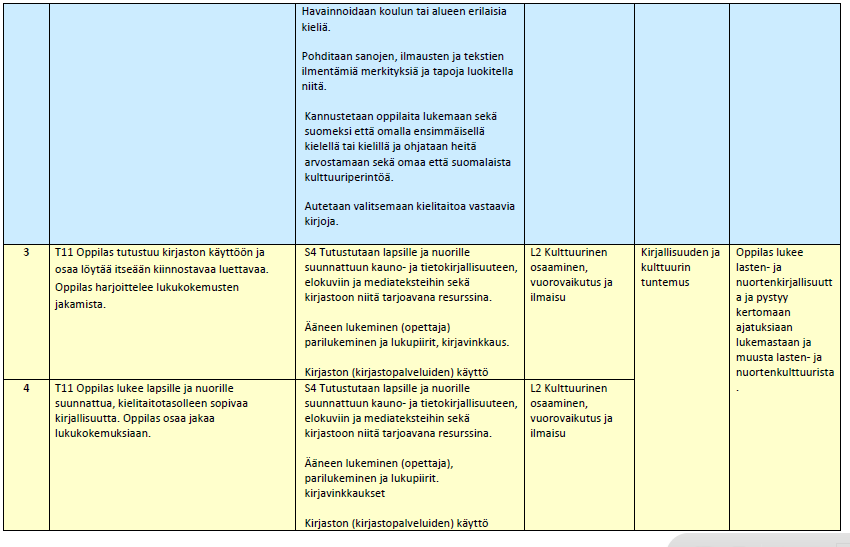 Havainnoidaan koulun tai alueen erilaisia
kieliä.
Pohditaan sanojen, ilmausten ja tekstien
ilmentämiä merkityksiä ja tapoja luokitella
niitä.
Kannustetaan oppilaita lukemaan sekä
suomeksi että omalla ensimmäisellä
kielellä tai kielillä ja ohjataan heitä
arvostamaan sekä omaa että suomalaista
kulttuuriperintöä.
Autetaan valitsemaan kielitaitoa vastaavia
kirjoja.
3
T11 Oppilas tutustuu kirjaston käyttöön ja
osaa löytää itseään kiinnostavaa luettavaa.
Oppilas harjoittelee lukukokemusten
jakamista.
S4 Tutustutaan lapsille ja nuorille
suunnattuun kauno- ja tietokirjallisuuteen,
elokuviin ja mediateksteihin sekä
kirjastoon niitä tarjoavana resurssina.
Ääneen lukeminen (opettaja)
parilukeminen ja lukupiirit, kirjavinkkaus.
Kirjaston (kirjastopalveluiden) käyttö
L2 Kulttuurinen
osaaminen,
vuorovaikutus ja
ilmaisu
Kirjallisuuden ja
kulttuurin
tuntemus
Oppilas lukee
lasten- ja
nuortenkirjallisuutt
a ja pystyy
kertomaan
ajatuksiaan
lukemastaan ja
muusta lasten- ja
nuortenkulttuurista
.
4
T11 Oppilas lukee lapsille ja nuorille
suunnattua, kielitaitotasolleen sopivaa
kirjallisuutta. Oppilas osaa jakaa
lukukokemuksiaan.
S4 Tutustutaan lapsille ja nuorille
suunnattuun kauno- ja tietokirjallisuuteen,
elokuviin ja mediateksteihin sekä
kirjastoon niitä tarjoavana resurssina.
Ääneen lukeminen (opettaja),
parilukeminen ja lukupiirit.
kirjavinkkaukset
Kirjaston (kirjastopalveluiden) käyttö
L2 Kulttuurinen
osaaminen,
vuorovaikutus ja
ilmaisu